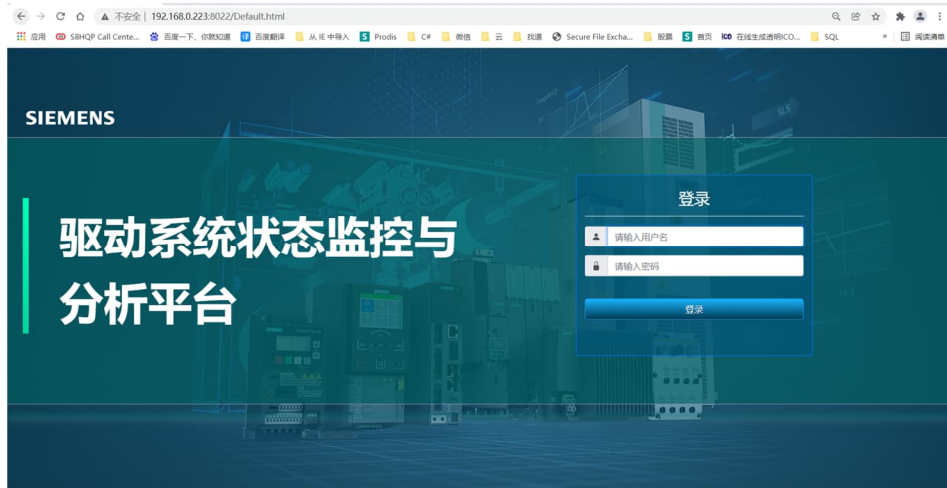 不安全 | 192.168.0.223:8022/Default.html
应用 SBHQP Call Cente... 百度一下，你就知道 译 百度翻译 从 IE 中导入 S Prodis C# 微信 云 找道 Secure File Excha... 股票 S 首页 ICO 在线生成透明ICO... SQL » 阅读清单
SIEMENS
登录
驱动系统状态监控与
分析平台
请输入用户名
请输入密码
登录